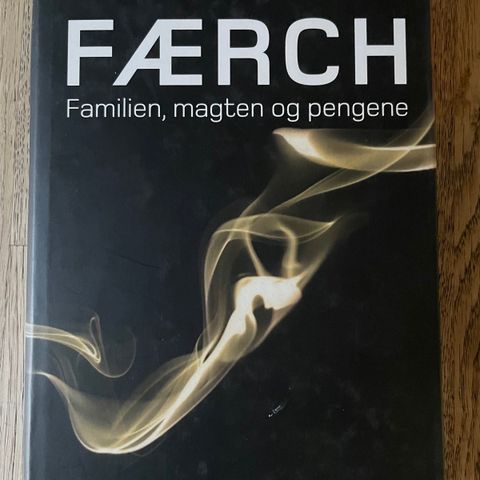 FÆRCH
Familien, magten og pengene